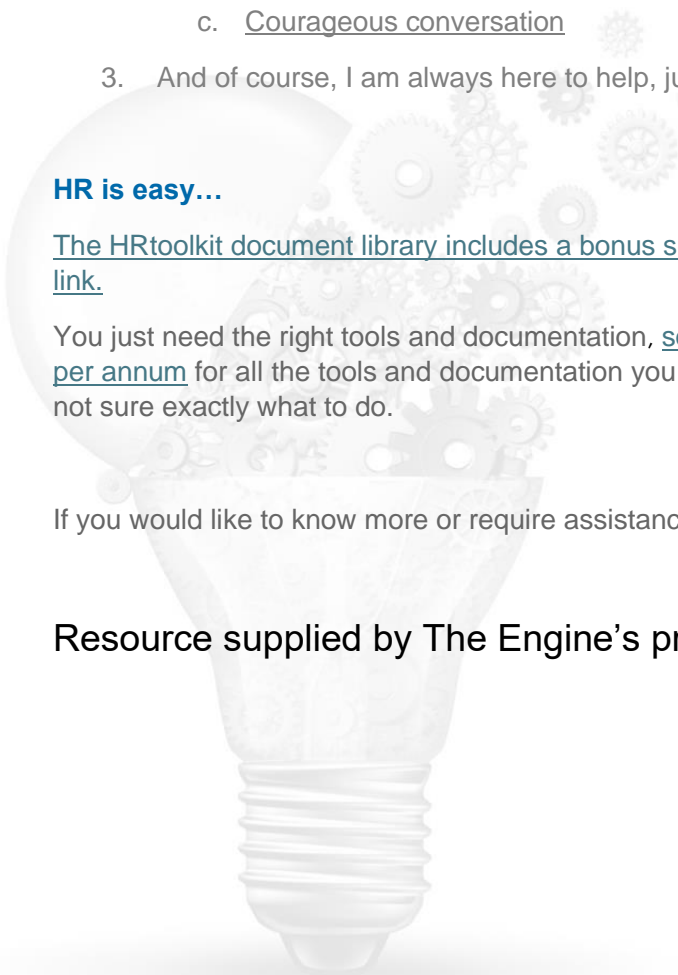 c. Courageous conversation
3. And of course, I am always here to help,
HR is easy…
The HRtoolkit document library includes a bonus
link.
You just need the right tools and documentation,
per annum for all the tools and documentation you
not sure exactly what to do.
If you would like to know more or require
Resource supplied by The Engine’s